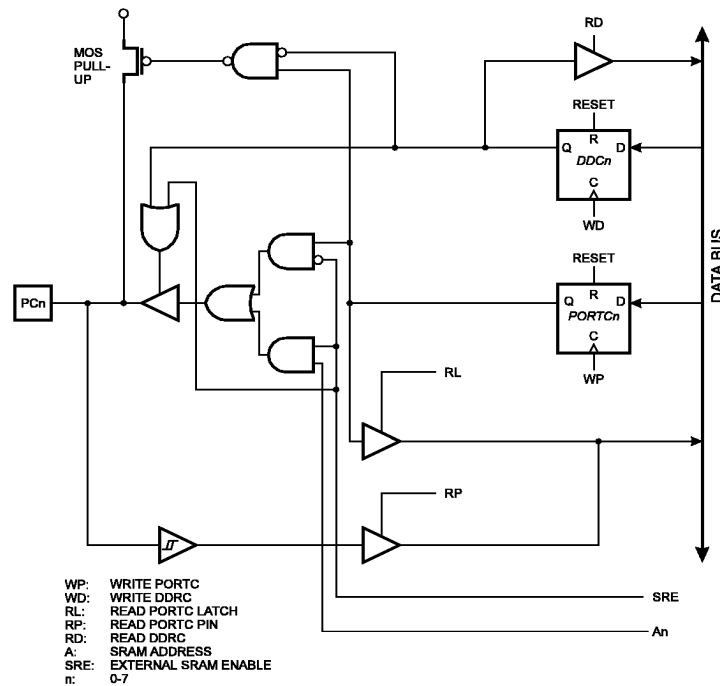 MOS
PULL-
UP
RD
RESET
R
Q D
DDCn
C
WD
RESET
R
Q D
PORTCn
C
WP
DATA BUS
PCn
RL
RP
SRE
An
WP: WRITE PORTC
WD: WRITE DDRC
RL: READ PORTC LATCH
RP: READ PORTC PIN
RD: READ DDRC
A: SRAM ADDRESS
SRE: EXTERNAL SRAM ENABLE
n: 0-7